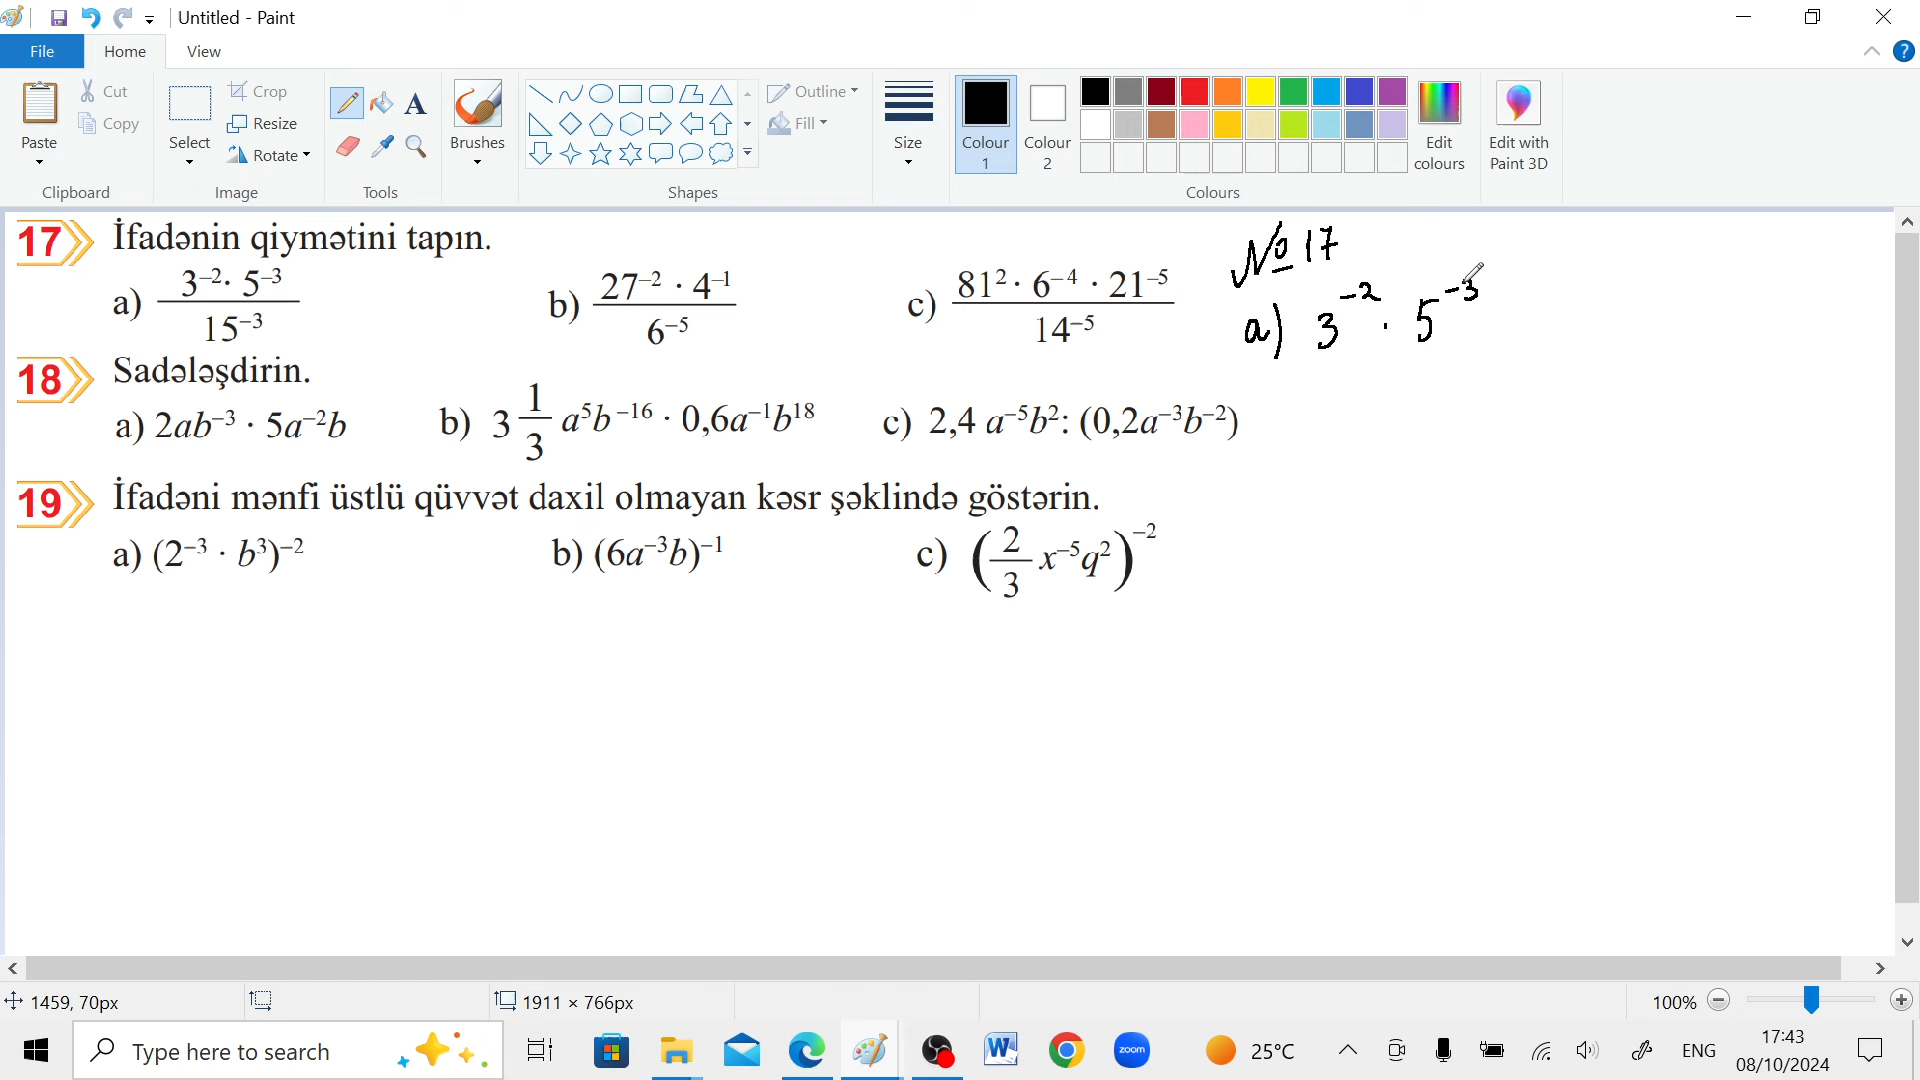 Untitled - Paint
File Home View
Paste Cut Copy Clipboard
Select Crop Resize Rotate Image
Tools
Brushes
Shapes Outline Fill
Size
Colour 1 Colour 2 Colours
Edit colours
Edit with Paint 3D
17 İfadənin qiymətini tapın.
a) (3⁻² · 5⁻³)/15⁻³ b) (27⁻² · 4⁻¹)/6⁻⁵ c) (81² · 6⁻⁴ · 21⁻⁵)/14⁻⁵
№ 17
a) 3⁻² · 5⁻³
18 Sadələşdirin.
a) 2ab⁻³ · 5a⁻²b b) 3 1/3 a⁵b⁻¹⁶ · 0,6a⁻¹b¹⁸ c) 2,4 a⁻⁵b² : (0,2a⁻³b⁻²)
19 İfadəni mənfi üstlü qüvvət daxil olmayan kəsr şəklində göstərin.
a) (2⁻³ · b³)⁻² b) (6a⁻³b)⁻¹ c) (2/3 x⁻⁵q²)⁻²
1459, 70px 1911 × 766px 100%
Type here to search
W zoom
25°C ENG
17:43
08/10/2024